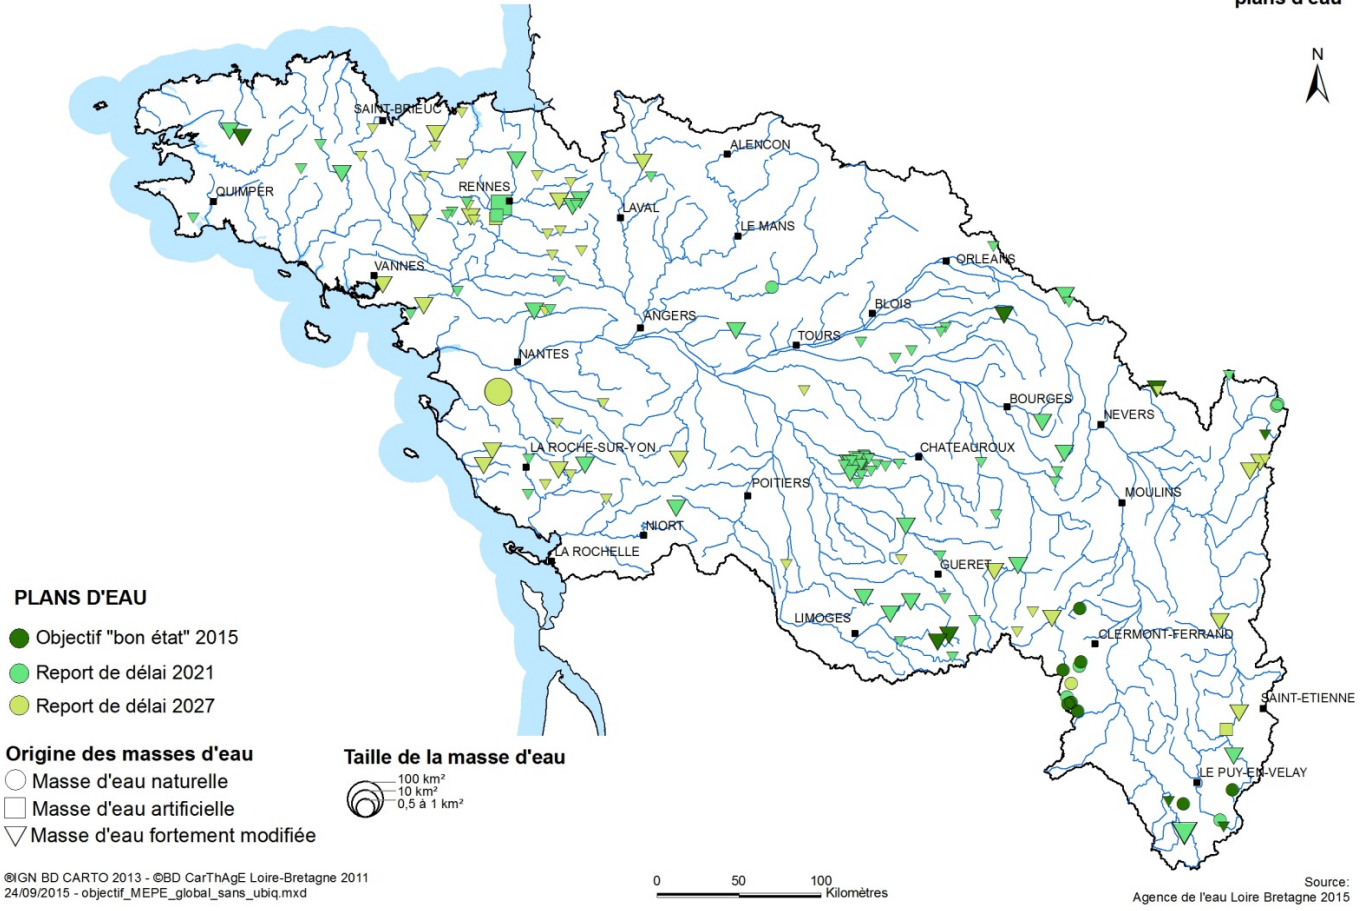 plans d'eau
N
SAINT-BRIEUC
ALENCON
QUIMPER
RENNES
LAVAL
LE MANS
VANNES
ORLEANS
BLOIS
ANGERS
TOURS
NANTES
BOURGES
NEVERS
LA ROCHE-SUR-YON
CHATEAUROUX
POITIERS
MOULINS
NIORT
LA ROCHELLE
GUERET
LIMOGES
CLERMONT-FERRAND
SAINT-ETIENNE
LE PUY-EN-VELAY
PLANS D'EAU
Objectif "bon état" 2015
Report de délai 2021
Report de délai 2027
Origine des masses d'eau
Masse d'eau naturelle
Masse d'eau artificielle
Masse d'eau fortement modifiée
Taille de la masse d'eau
100 km²
10 km²
0,5 à 1 km²
®IGN BD CARTO 2013 - ©BD CarThAgE Loire-Bretagne 2011
24/09/2015 - objectif_MEPE_global_sans_ubiq.mxd
0 50 100
Kilomètres
Source:
Agence de l'eau Loire Bretagne 2015